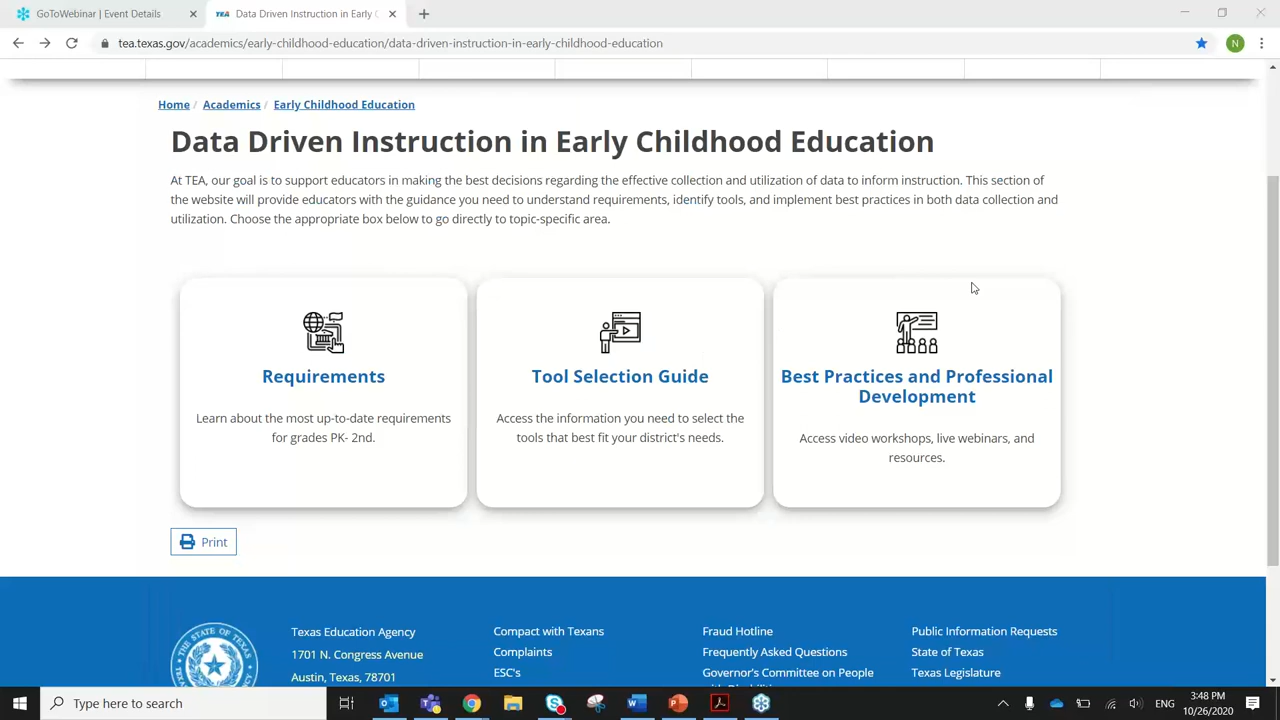 GoToWebinar | Event Details
TEA Data Driven Instruction in Early C
tea.texas.gov/academics/early-childhood-education/data-driven-instruction-in-early-childhood-education
N
Home / Academics / Early Childhood Education
Data Driven Instruction in Early Childhood Education
At TEA, our goal is to support educators in making the best decisions regarding the effective collection and utilization of data to inform instruction. This section of
the website will provide educators with the guidance you need to understand requirements, identify tools, and implement best practices in both data collection and
utilization. Choose the appropriate box below to go directly to topic-specific area.
Requirements
Learn about the most up-to-date requirements
for grades PK- 2nd.
Tool Selection Guide
Access the information you need to select the
tools that best fit your district's needs.
Best Practices and Professional
Development
Access video workshops, live webinars, and
resources.
Print
THE STATE OF TEXAS
Texas Education Agency
1701 N. Congress Avenue
Austin, Texas, 78701
Compact with Texans
Complaints
ESC's
Fraud Hotline
Frequently Asked Questions
Governor's Committee on People
Public Information Requests
State of Texas
Texas Legislature
Type here to search
ENG
3:48 PM
10/26/2020